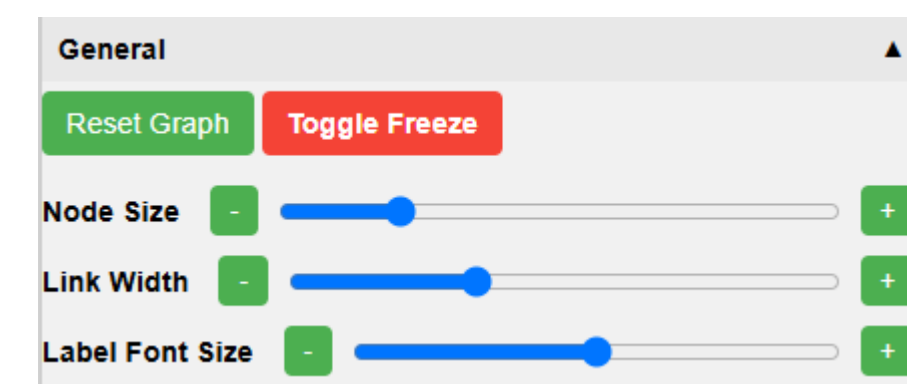 General ▲
Reset Graph Toggle Freeze
Node Size - +
Link Width - +
Label Font Size - +